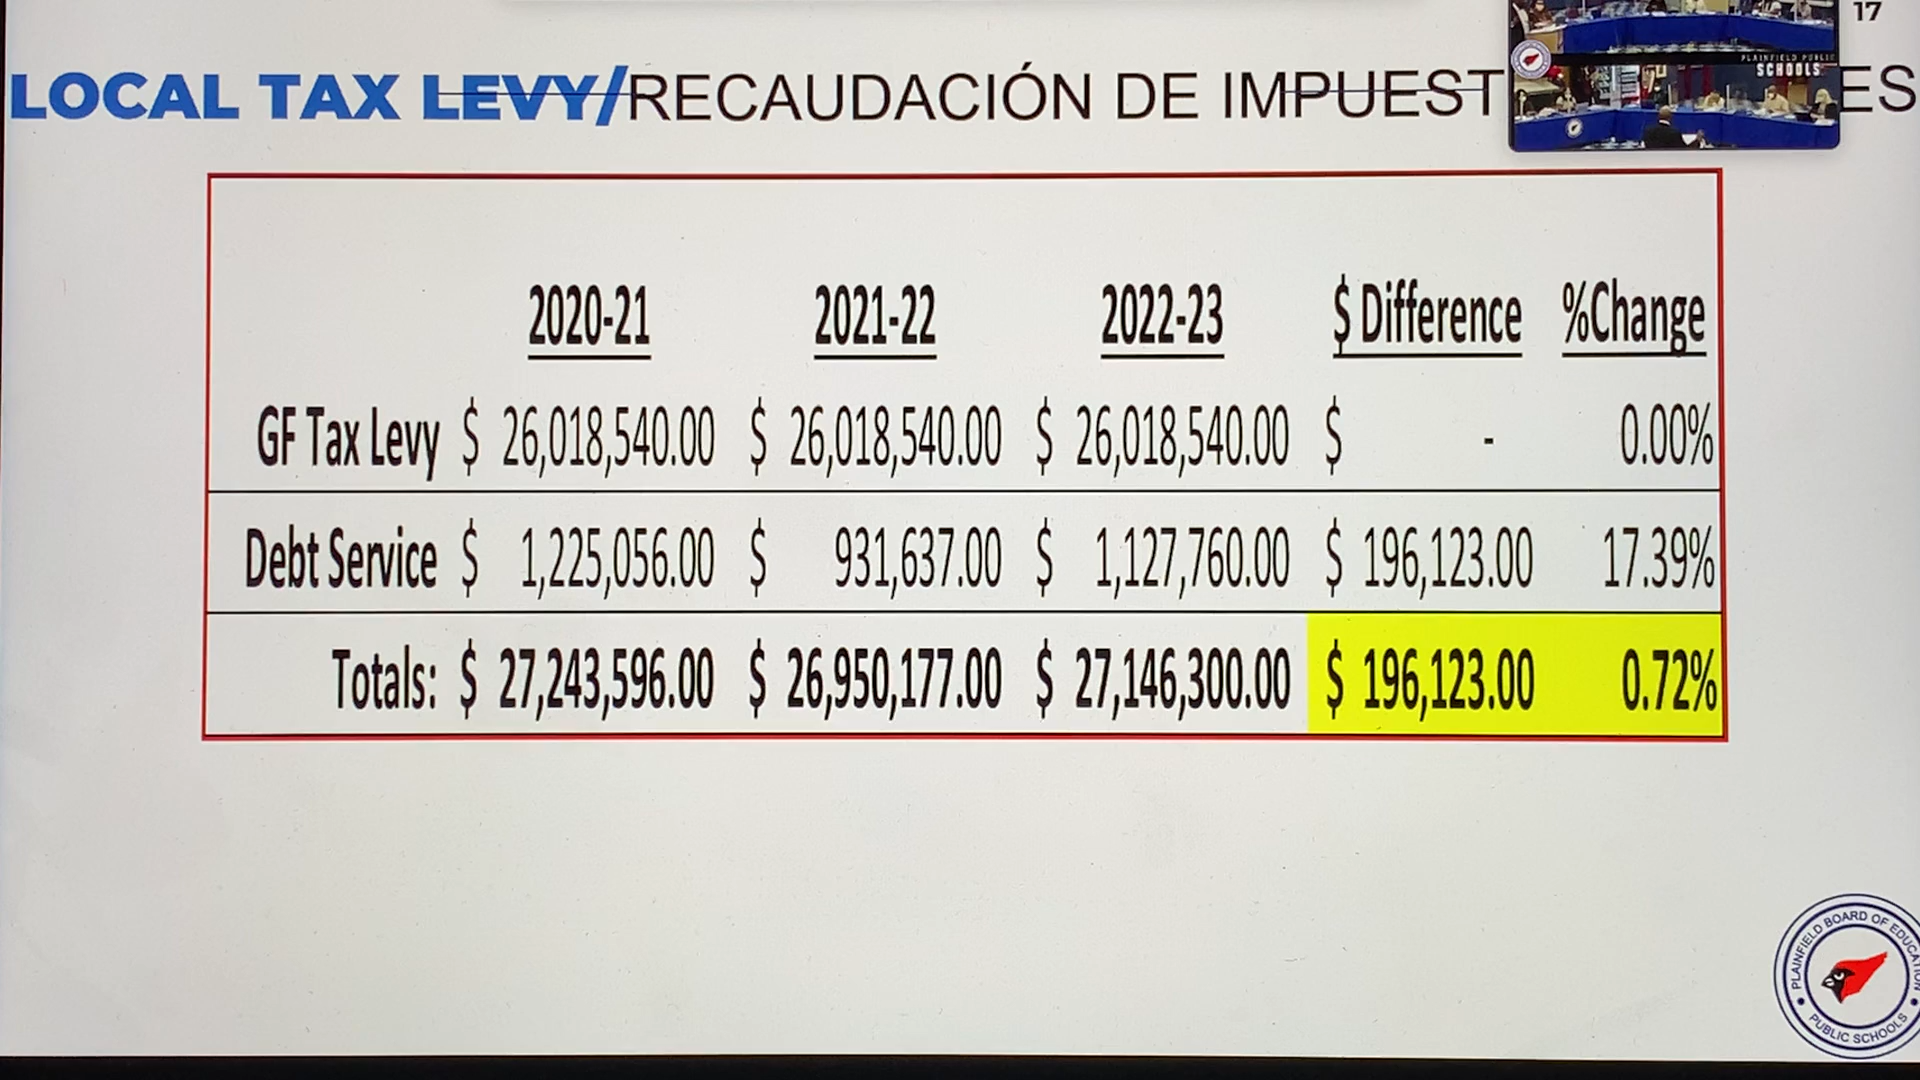 17
LOCAL TAX LEVY/RECAUDACIÓN DE IMPUEST ES
PLAINFIELD PUBLIC
SCHOOLS
2020-21 2021-22 2022-23 $ Difference %Change
GF Tax Levy $ 26,018,540.00 $ 26,018,540.00 $ 26,018,540.00 $ - 0.00%
Debt Service $ 1,225,056.00 $ 931,637.00 $ 1,127,760.00 $ 196,123.00 17.39%
Totals: $ 27,243,596.00 $ 26,950,177.00 $ 27,146,300.00 $ 196,123.00 0.72%
PLAINFIELD BOARD OF EDUCATION
PUBLIC SCHOOLS